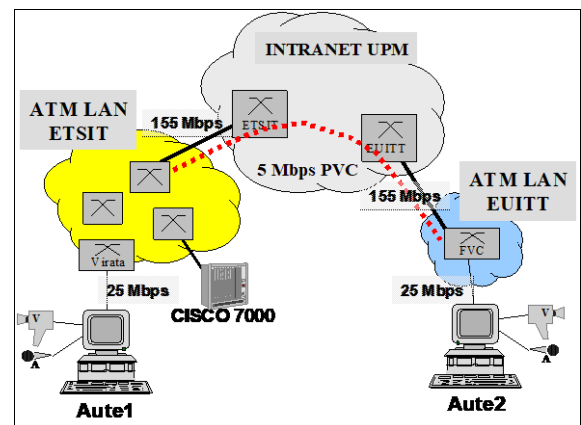 INTRANET UPM
ATM LAN
ETSIT
155 Mbps
ETSIT
EUITT
5 Mbps PVC
155 Mbps
ATM LAN
EUITT
Virata
FVC
25 Mbps
CISCO 7000
25 Mbps
V
A
V
A
Aute1
Aute2